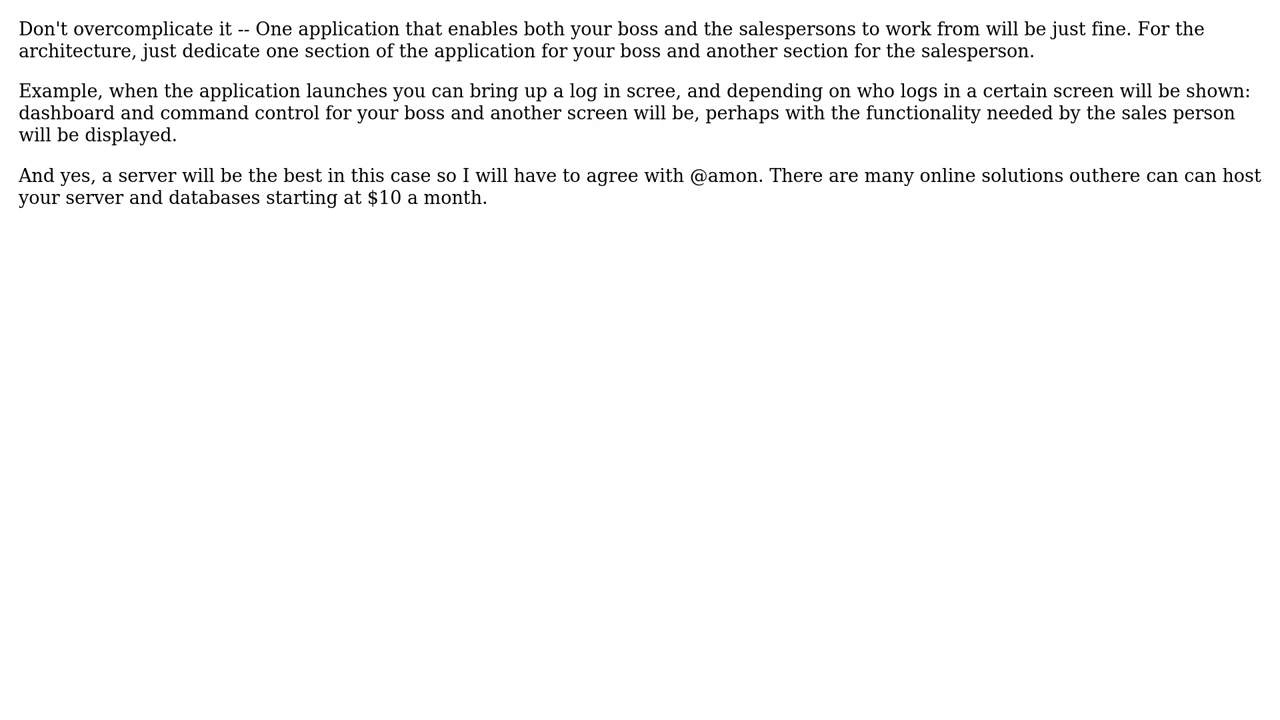 Don't overcomplicate it -- One application that enables both your boss and the salespersons to work from will be just fine. For the
architecture, just dedicate one section of the application for your boss and another section for the salesperson.
Example, when the application launches you can bring up a log in scree, and depending on who logs in a certain screen will be shown:
dashboard and command control for your boss and another screen will be, perhaps with the functionality needed by the sales person
will be displayed.
And yes, a server will be the best in this case so I will have to agree with @amon. There are many online solutions outhere can can host
your server and databases starting at $10 a month.